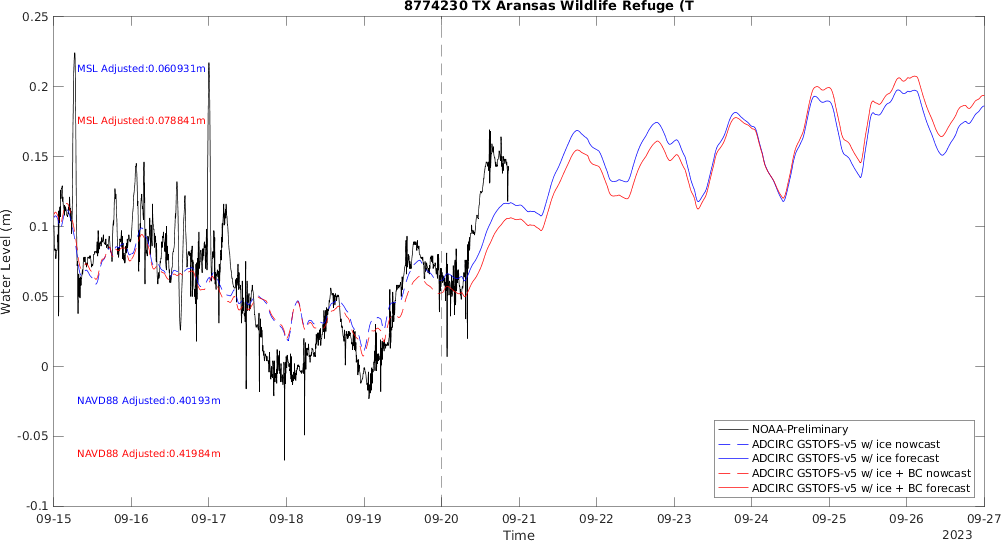 8774230 TX Aransas Wildlife Refuge (T
0.25
0.2
0.15
0.1
0.05
0
-0.05
-0.1
Water Level (m)
MSL Adjusted:0.060931m
MSL Adjusted:0.078841m
NAVD88 Adjusted:0.40193m
NAVD88 Adjusted:0.41984m
NOAA-Preliminary
ADCIRC GSTOFS-v5 w/ ice nowcast
ADCIRC GSTOFS-v5 w/ ice forecast
ADCIRC GSTOFS-v5 w/ ice + BC nowcast
ADCIRC GSTOFS-v5 w/ ice + BC forecast
09-15 09-16 09-17 09-18 09-19 09-20 09-21 09-22 09-23 09-24 09-25 09-26 09-27
Time
2023